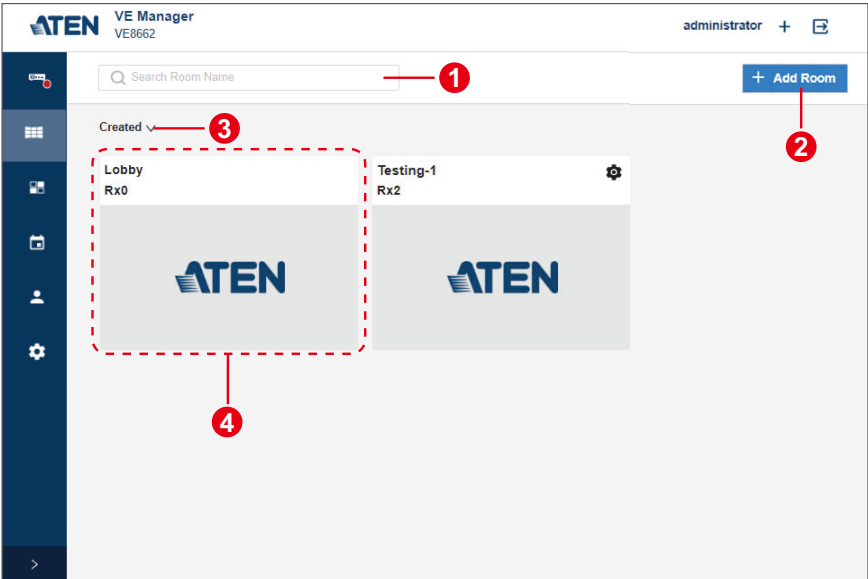 ATEN
VE Manager
VE8662
administrator +
Search Room Name
1
+ Add Room
2
Created
3
Lobby
Rx0
Testing-1
Rx2
ATEN
ATEN
4
>